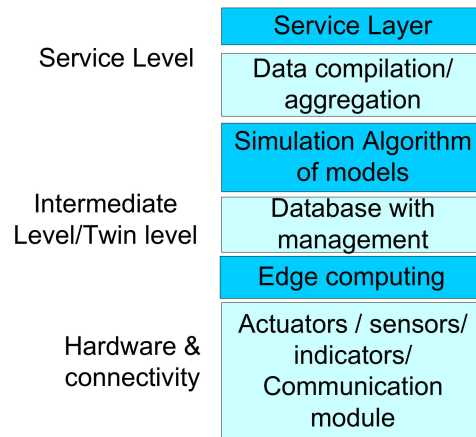 Service Layer
Service Level
Data compilation/
aggregation
Simulation Algorithm
of models
Intermediate
Level/Twin level
Database with
management
Edge computing
Hardware &
connectivity
Actuators / sensors/
indicators/
Communication
module